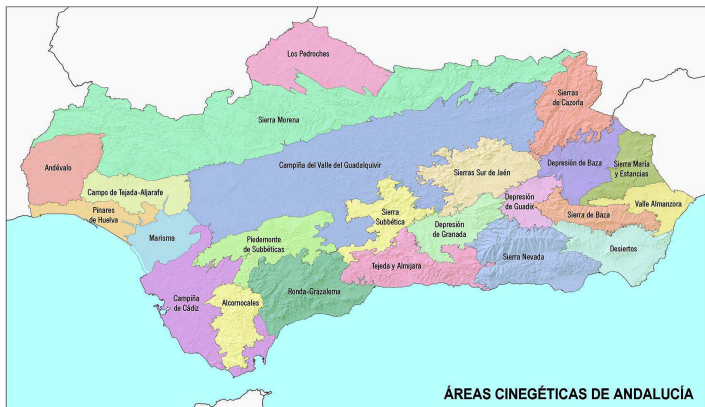 Los Pedroches
Sierras
de Cazorla
Sierra Morena
Andévalo
Campiña del Valle del Guadalquivir
Sierras Sur de Jaén
Depresión de Baza
Sierra María
y Estancias
Campo de Tejada-Aljarafe
Pinares
de Huelva
Sierra
Subbética
Depresión
de Guadix
Valle Almanzora
Sierra de Baza
Marisma
Piedemonte
de Subbéticas
Depresión
de Granada
Desiertos
Sierra Nevada
Tejeda y Almijara
Campiña
de Cádiz
Alcornocales
Ronda-Grazalema
ÁREAS CINEGÉTICAS DE ANDALUCÍA